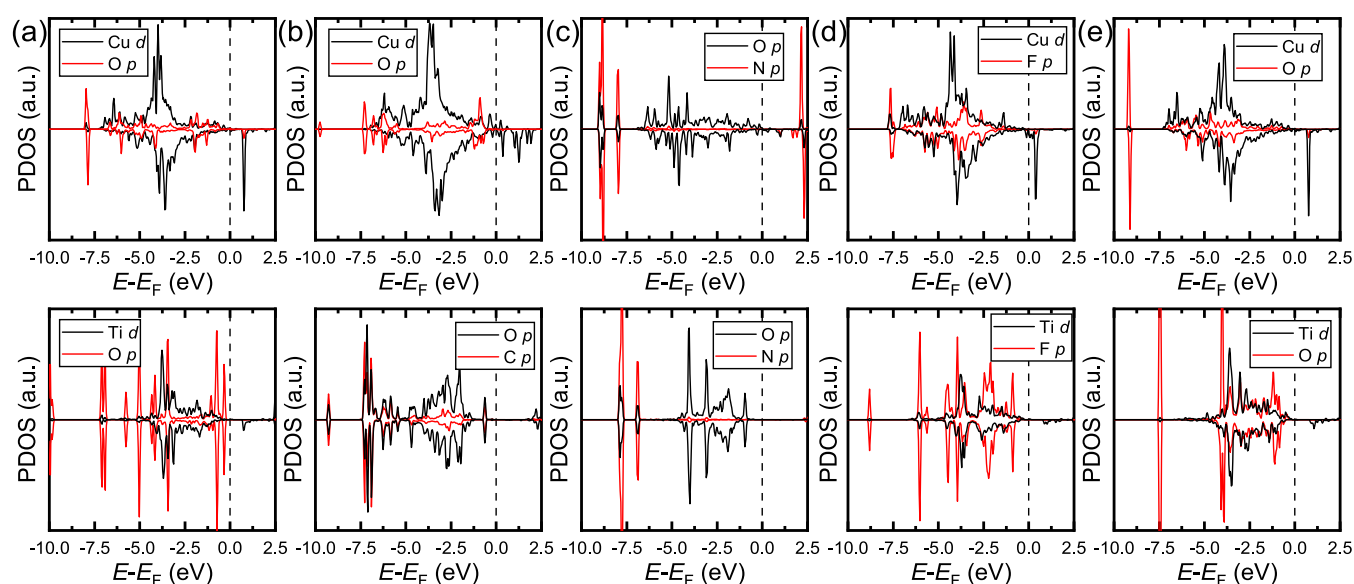 (a) (b) (c) (d) (e)
Cu d
O p
Cu d
O p
O p
N p
Cu d
F p
Cu d
O p
PDOS (a.u.) PDOS (a.u.) PDOS (a.u.) PDOS (a.u.) PDOS (a.u.)
-10.0 -7.5 -5.0 -2.5 0.0 2.5 -10.0 -7.5 -5.0 -2.5 0.0 2.5 -10.0 -7.5 -5.0 -2.5 0.0 2.5 -10.0 -7.5 -5.0 -2.5 0.0 2.5 -10.0 -7.5 -5.0 -2.5 0.0 2.5
E-EF (eV) E-EF (eV) E-EF (eV) E-EF (eV) E-EF (eV)
Ti d
O p
O p
C p
O p
N p
Ti d
F p
Ti d
O p
PDOS (a.u.) PDOS (a.u.) PDOS (a.u.) PDOS (a.u.) PDOS (a.u.)
-10.0 -7.5 -5.0 -2.5 0.0 2.5 -10.0 -7.5 -5.0 -2.5 0.0 2.5 -10.0 -7.5 -5.0 -2.5 0.0 2.5 -10.0 -7.5 -5.0 -2.5 0.0 2.5 -10.0 -7.5 -5.0 -2.5 0.0 2.5
E-EF (eV) E-EF (eV) E-EF (eV) E-EF (eV) E-EF (eV)